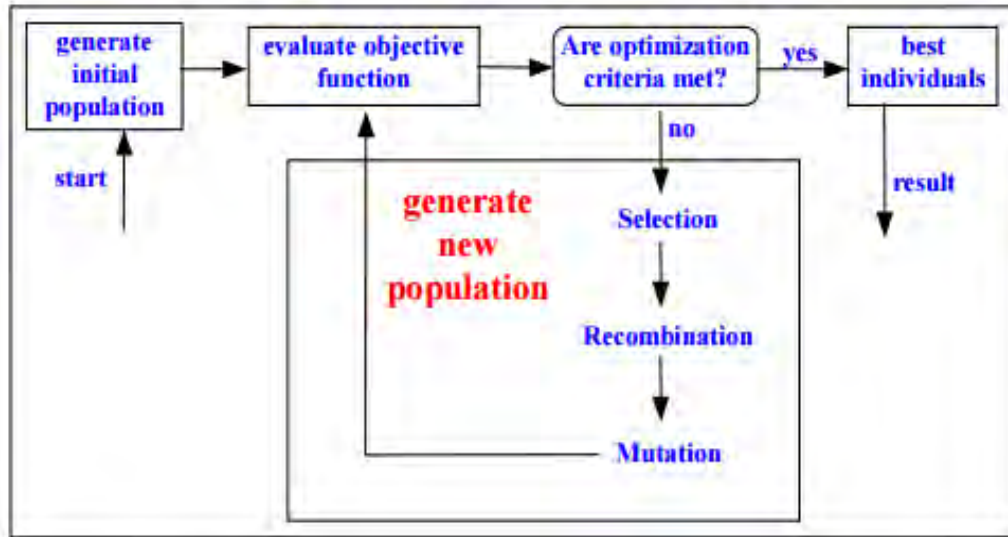 generate
initial
population
evaluate objective
function
Are optimization
criteria met?
yes
best
individuals
start
no
result
generate
new
population
Selection
Recombination
Mutation